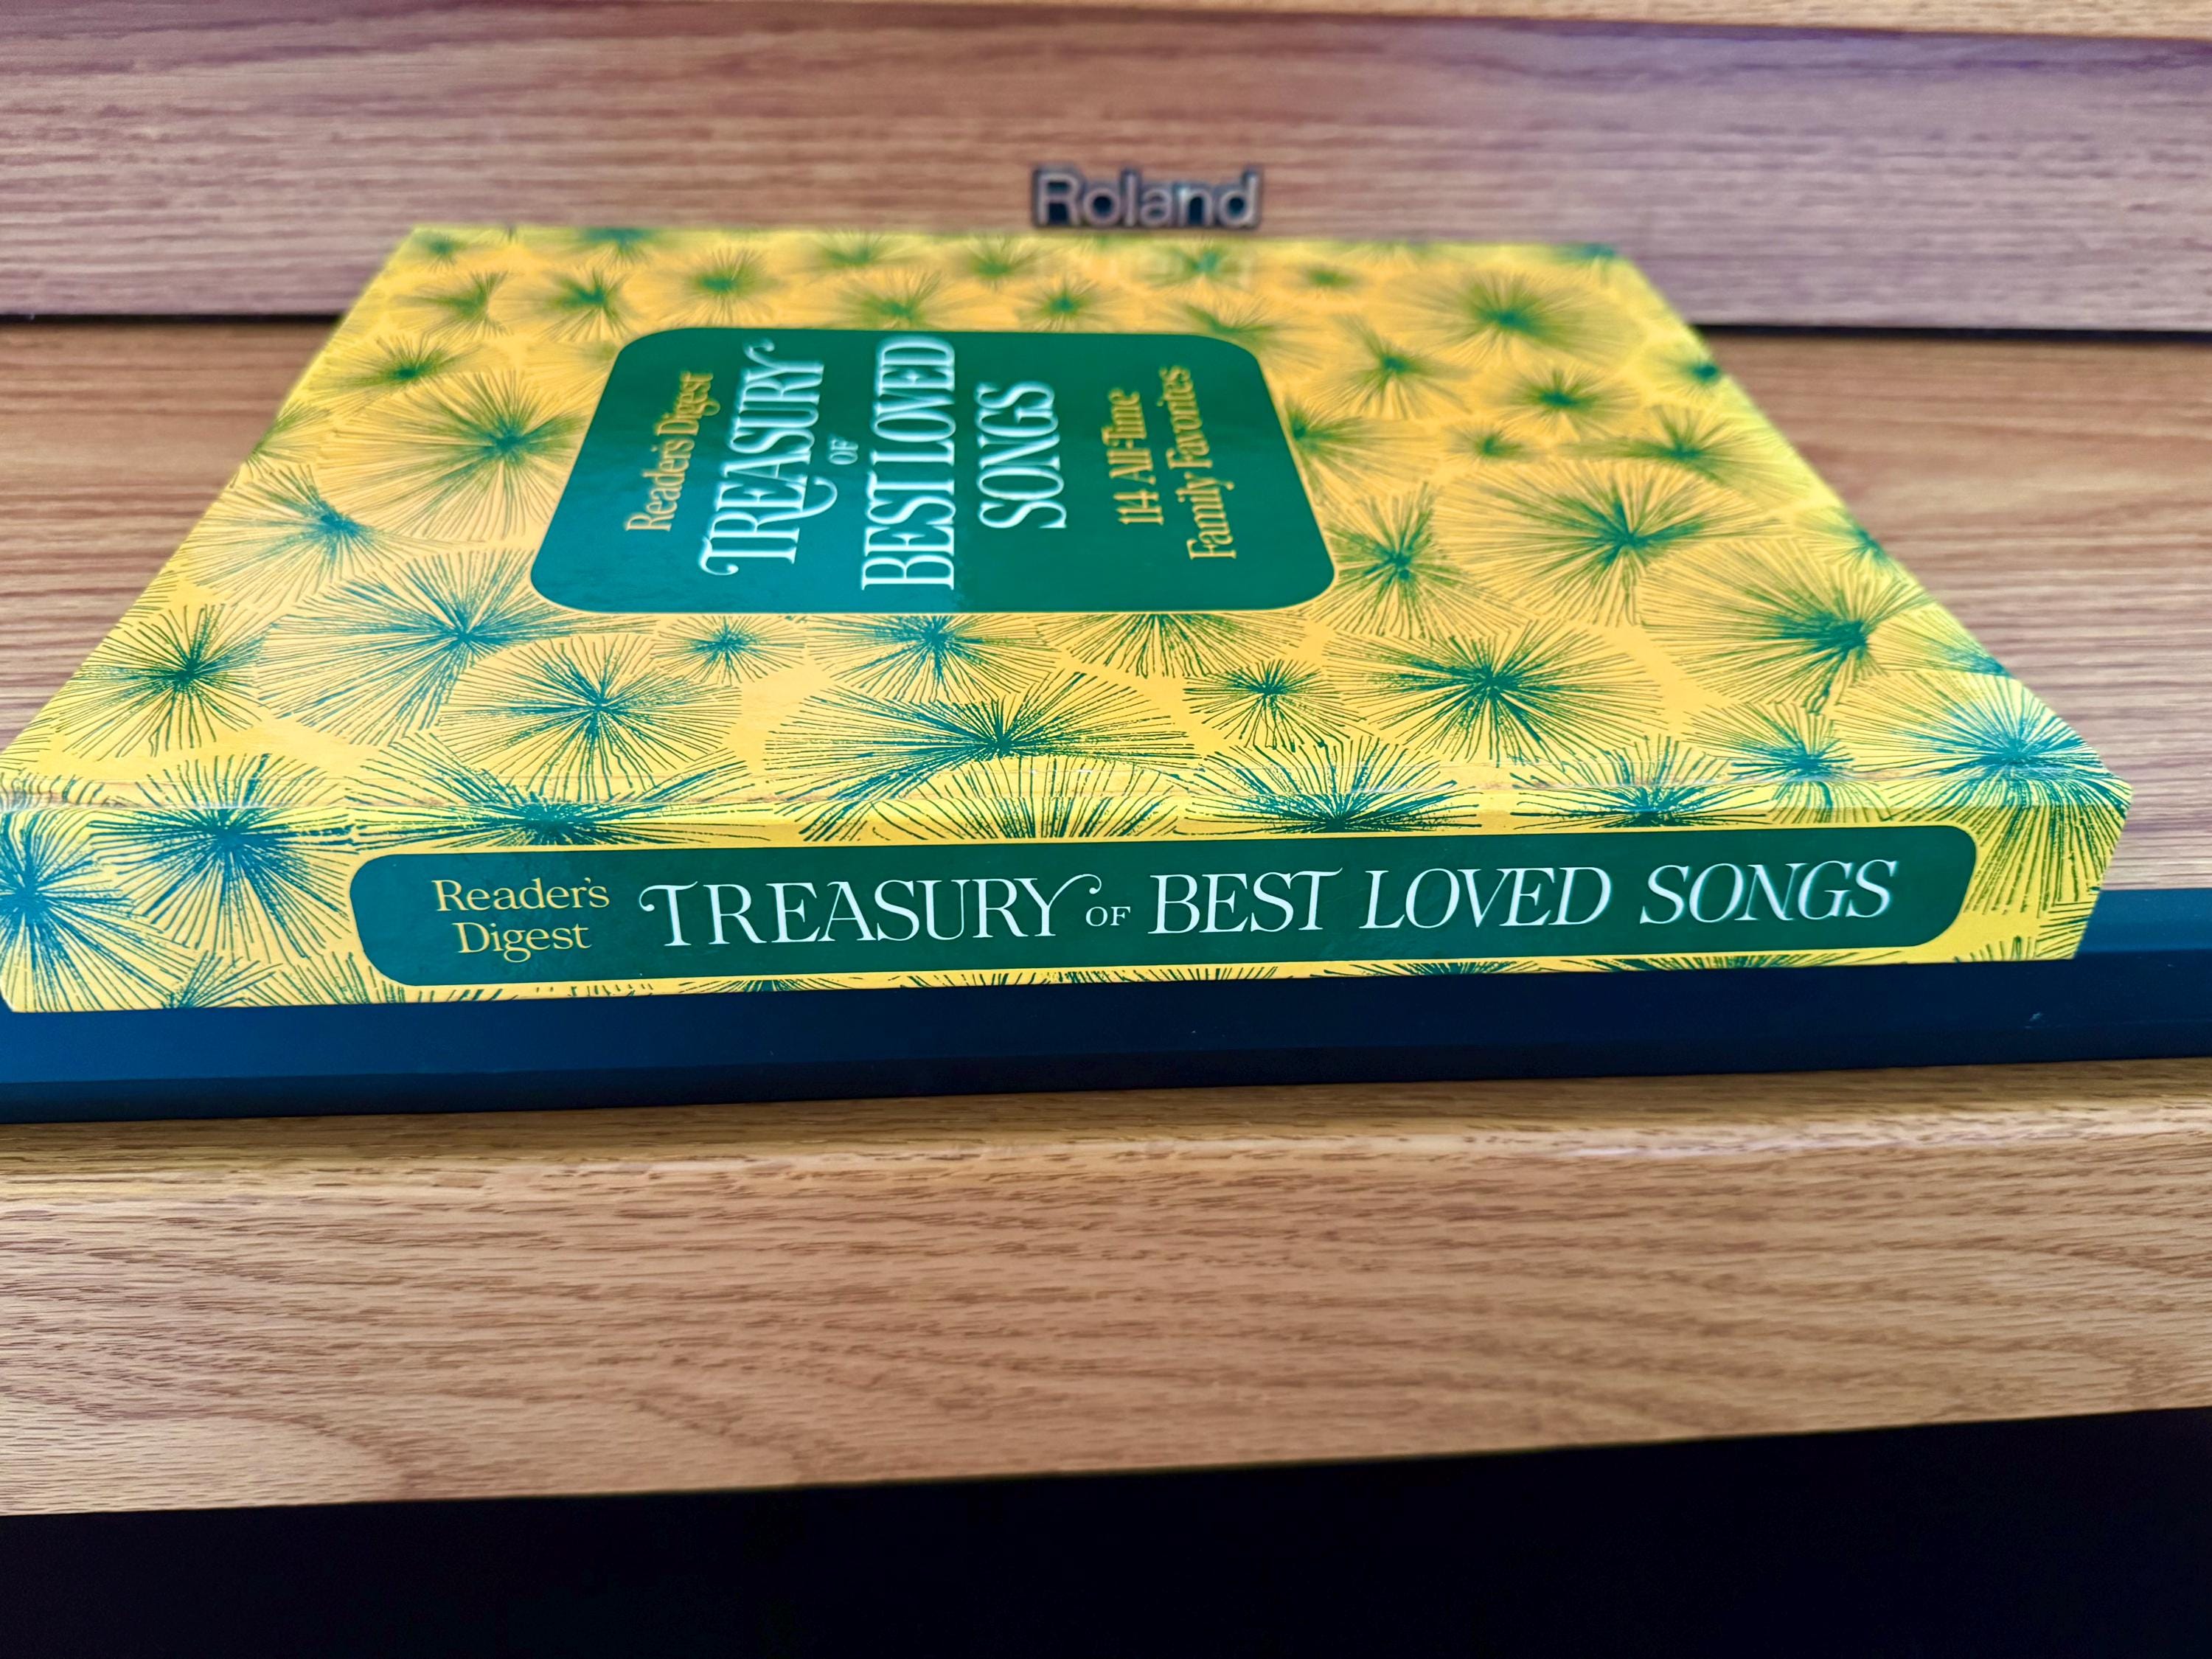 Roland
Reader's Digest
TREASURY
OF
BEST LOVED
SONGS
114 All-Time
Family Favorites
Reader's
Digest
TREASURY OF BEST LOVED SONGS